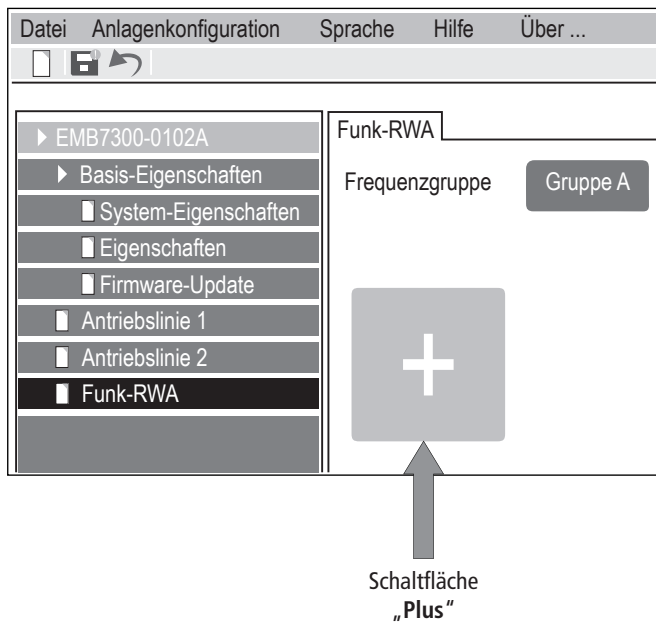 Datei Anlagenkonfiguration Sprache Hilfe Über ...
EMB7300-0102A
Basis-Eigenschaften
System-Eigenschaften
Eigenschaften
Firmware-Update
Antriebslinie 1
Antriebslinie 2
Funk-RWA
Funk-RWA
Frequenzgruppe Gruppe A
+
Schaltfläche
„Plus“